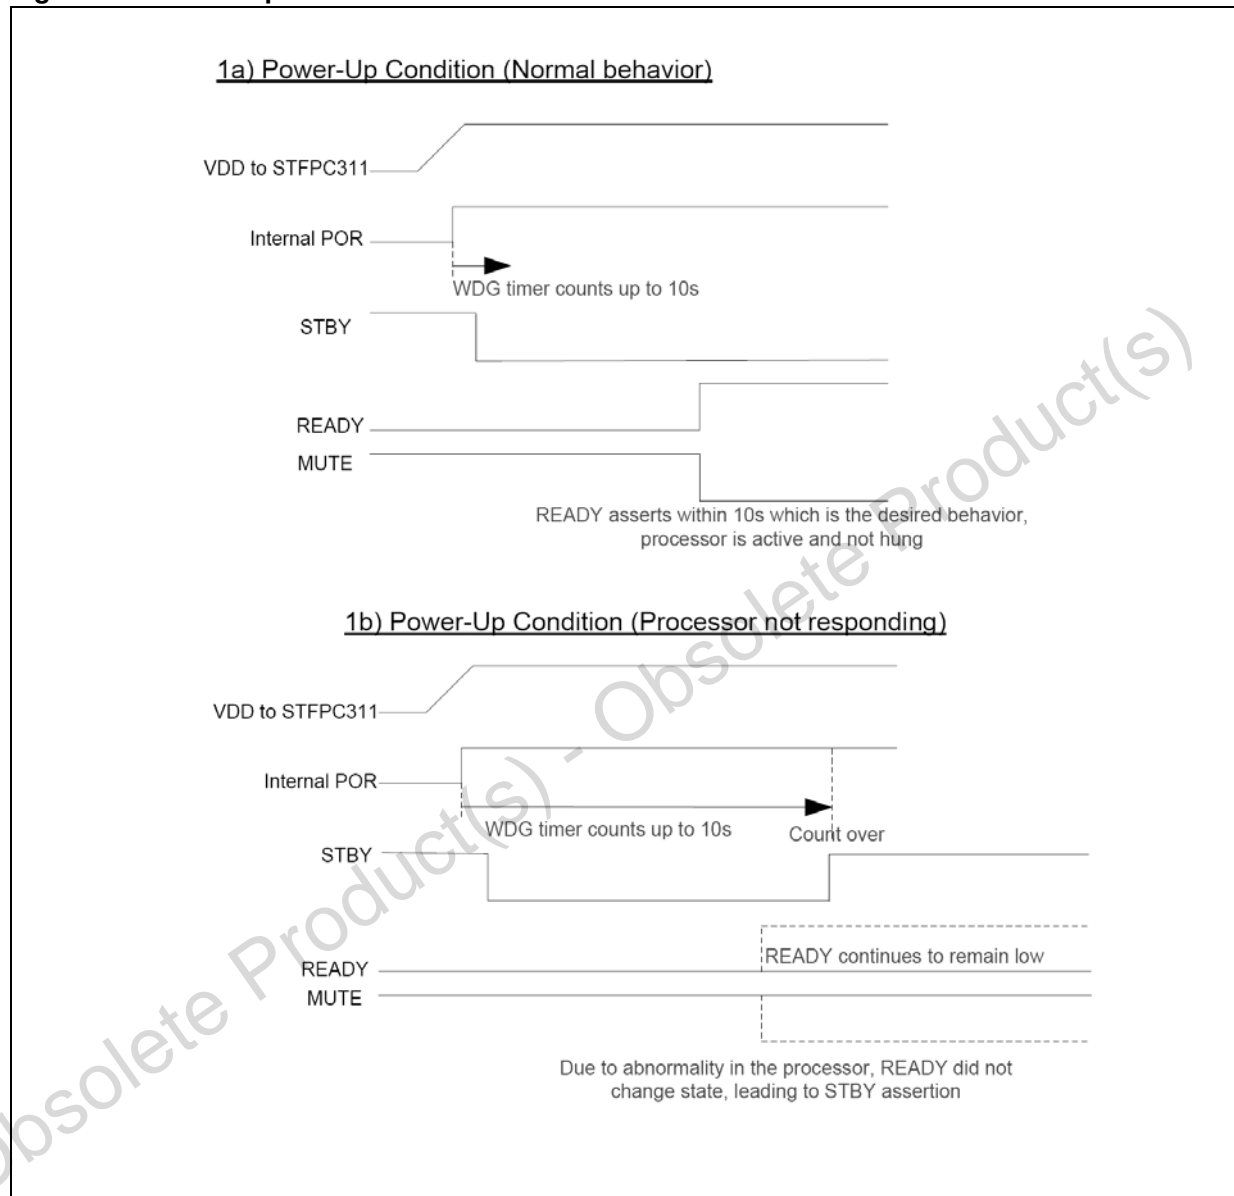 1a) Power-Up Condition (Normal behavior)
VDD to STFPC311
Internal POR
WDG timer counts up to 10s
STBY
READY
MUTE
READY asserts within 10s which is the desired behavior,
processor is active and not hung
1b) Power-Up Condition (Processor not responding)
VDD to STFPC311
Internal POR
WDG timer counts up to 10s
Count over
STBY
READY continues to remain low
READY
MUTE
Due to abnormality in the processor, READY did not
change state, leading to STBY assertion
Obsolete Product(s) - Obsolete Product(s)